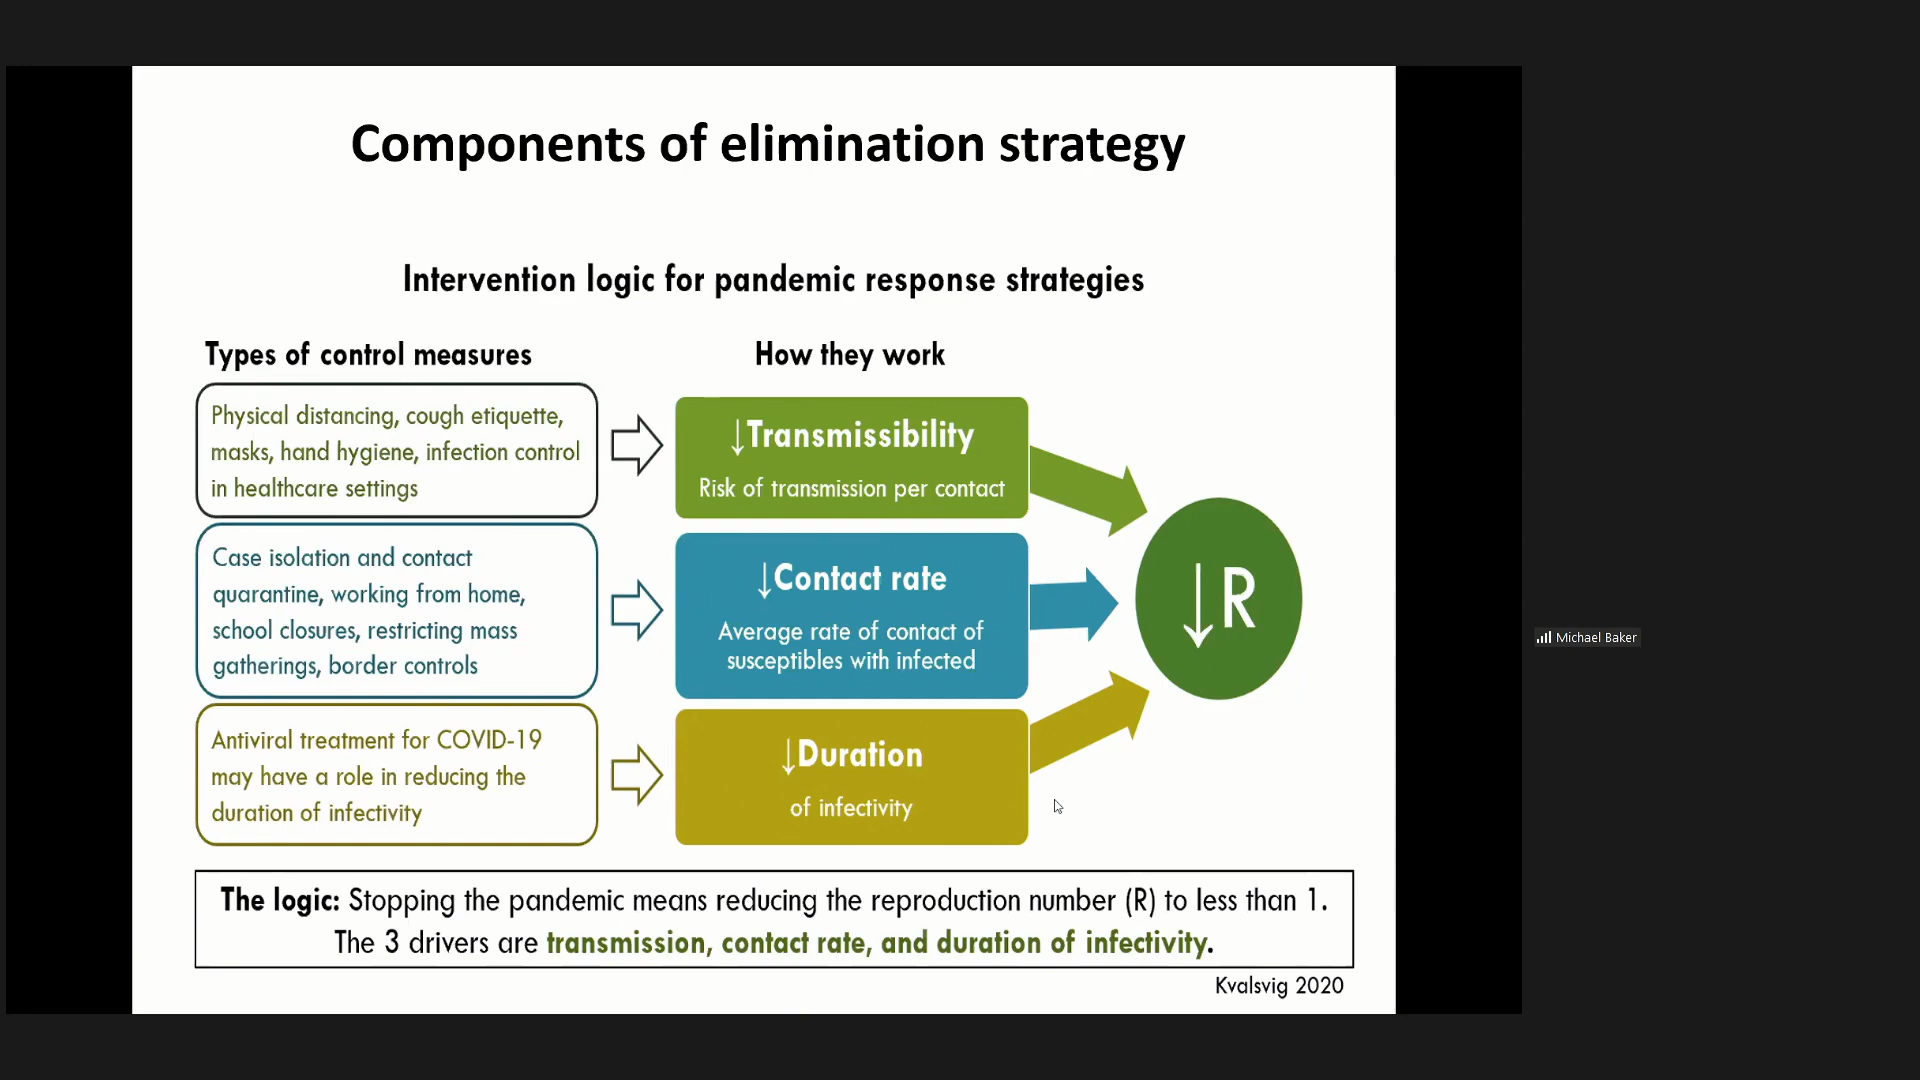 Components of elimination strategy
Intervention logic for pandemic response strategies
Types of control measures
How they work
Physical distancing, cough etiquette,
masks, hand hygiene, infection control
in healthcare settings
↓Transmissibility
Risk of transmission per contact
Case isolation and contact
quarantine, working from home,
school closures, restricting mass
gatherings, border controls
↓Contact rate
Average rate of contact of
susceptibles with infected
↓R
Antiviral treatment for COVID-19
may have a role in reducing the
duration of infectivity
↓Duration
of infectivity
The logic: Stopping the pandemic means reducing the reproduction number (R) to less than 1.
The 3 drivers are transmission, contact rate, and duration of infectivity.
Kvalsvig 2020
Michael Baker